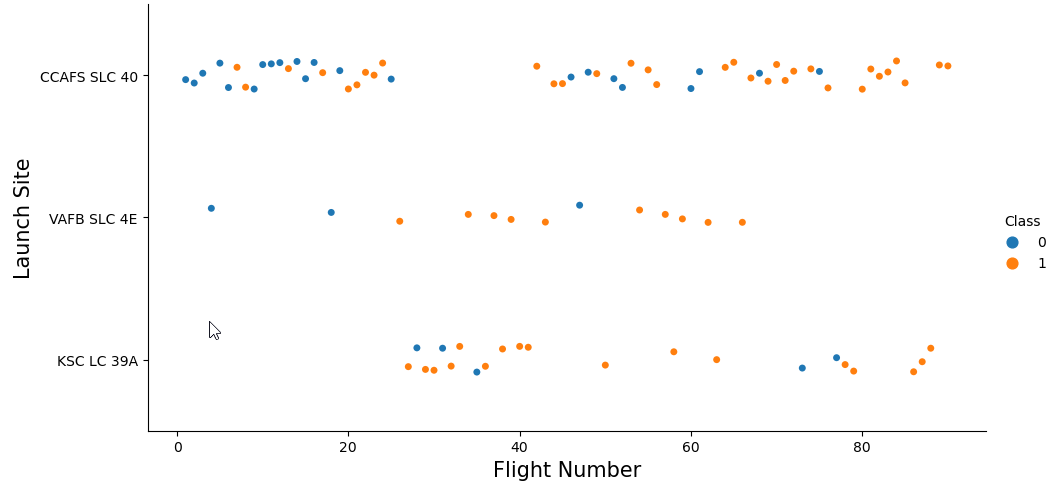 CCAFS SLC 40
VAFB SLC 4E
KSC LC 39A
Launch Site
0 20 40 60 80
Flight Number
Class
0
1